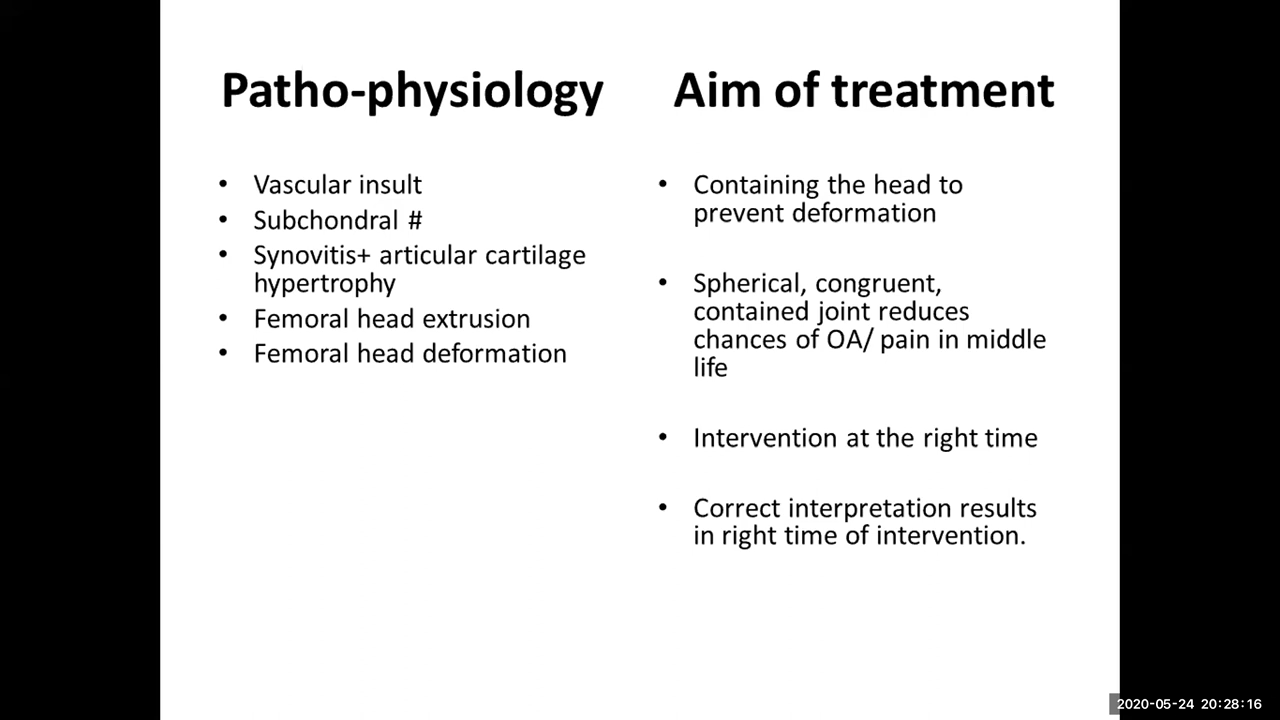 Patho-physiology
• Vascular insult
• Subchondral #
• Synovitis+ articular cartilage
hypertrophy
• Femoral head extrusion
• Femoral head deformation
Aim of treatment
• Containing the head to
prevent deformation
• Spherical, congruent,
contained joint reduces
chances of OA/ pain in middle
life
• Intervention at the right time
• Correct interpretation results
in right time of intervention.
2020-05-24 20:28:16